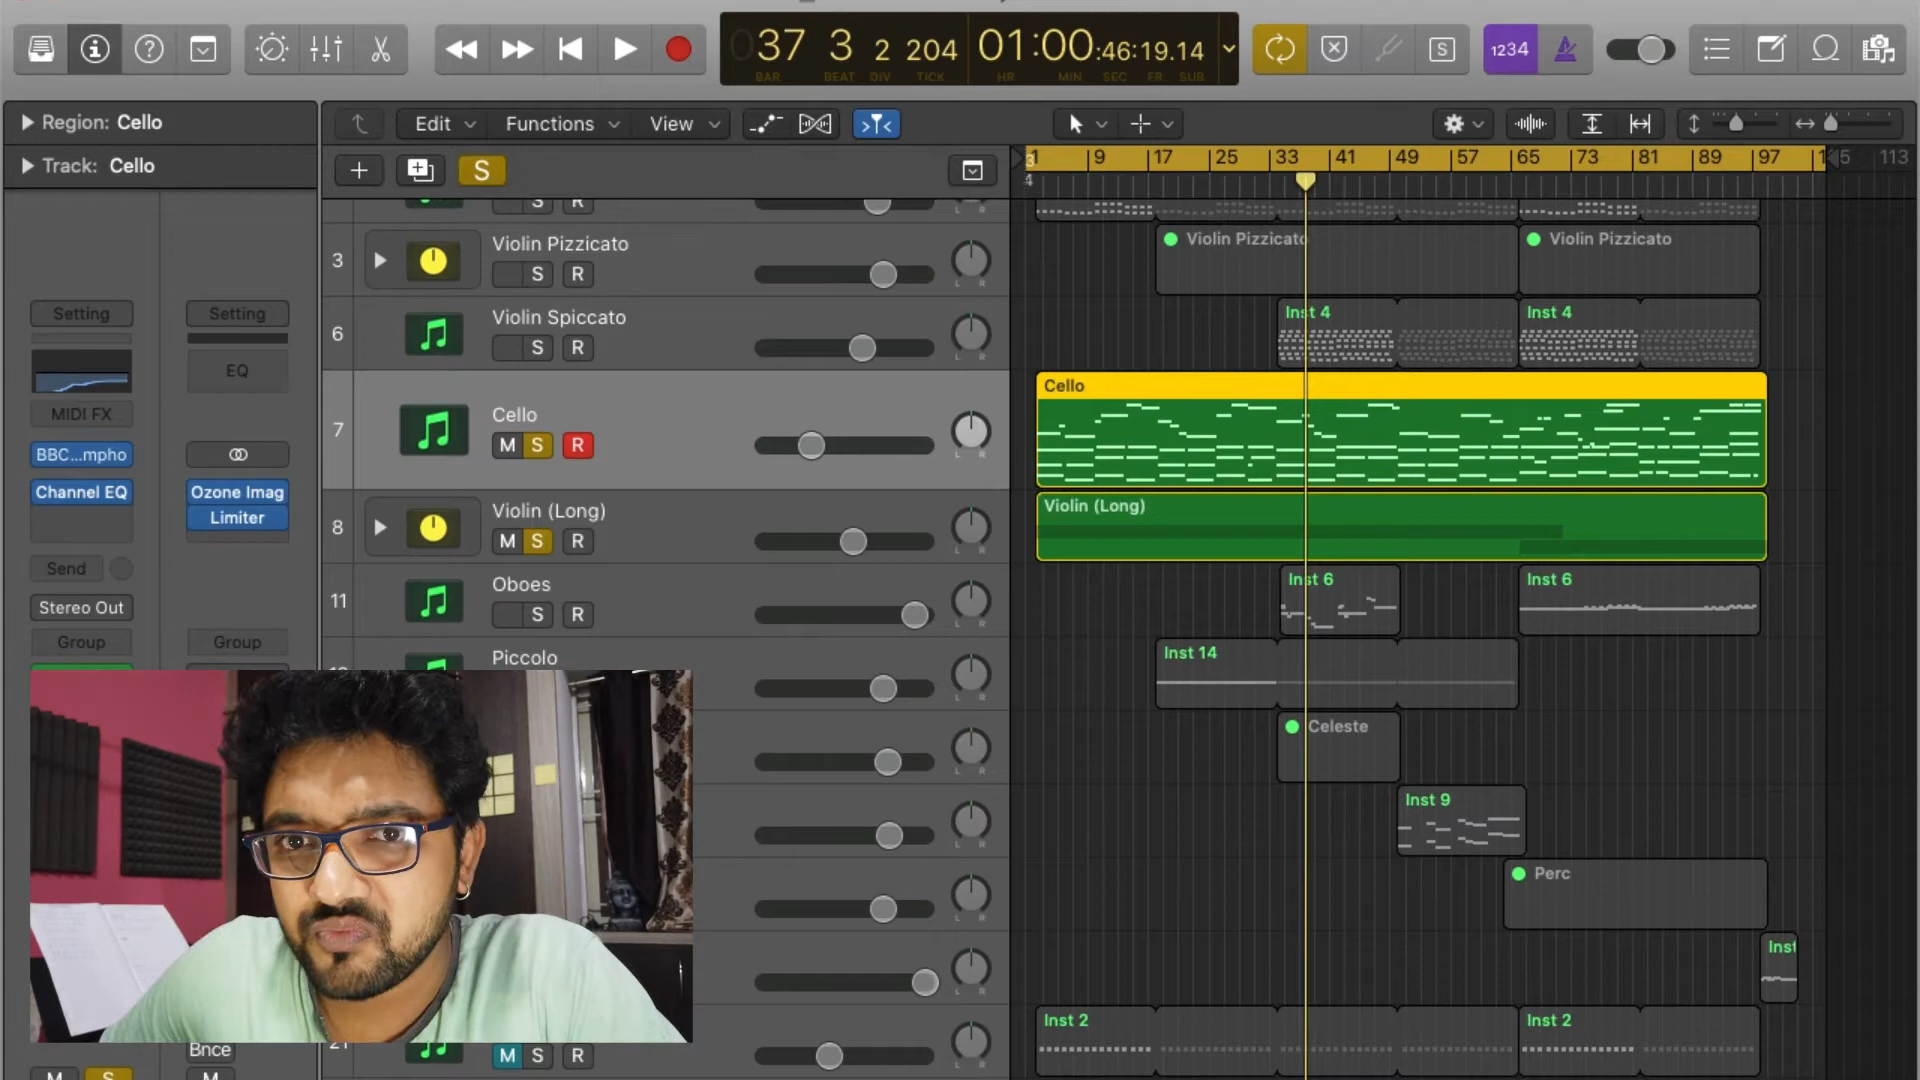 37 3 2 204 01:00:46:19.14
BAR BEAT DIV TICK HR MIN SEC FR SUB
S 1234
Region: Cello
Edit Functions View
Track: Cello
S
1 9 17 25 33 41 49 57 65 73 81 89 97 113
4
S R
L R
3 Violin Pizzicato
S R
L R
Violin Pizzicato Violin Pizzicato
Setting Setting
6 Violin Spiccato
S R
L R
Inst 4 Inst 4
EQ
MIDI FX
7 Cello
M S R
L R
Cello
BBC...mpho
Channel EQ Ozone Imag
Limiter
8 Violin (Long)
M S R
L R
Violin (Long)
Send
Stereo Out
Group Group
11 Oboes
S R
L R
Inst 6 Inst 6
Piccolo
L R
Inst 14
L R
Celeste
L R
Inst 9
L R
Perc
L R
Inst
Bnce
M S
M
21 M S R
L R
Inst 2 Inst 2